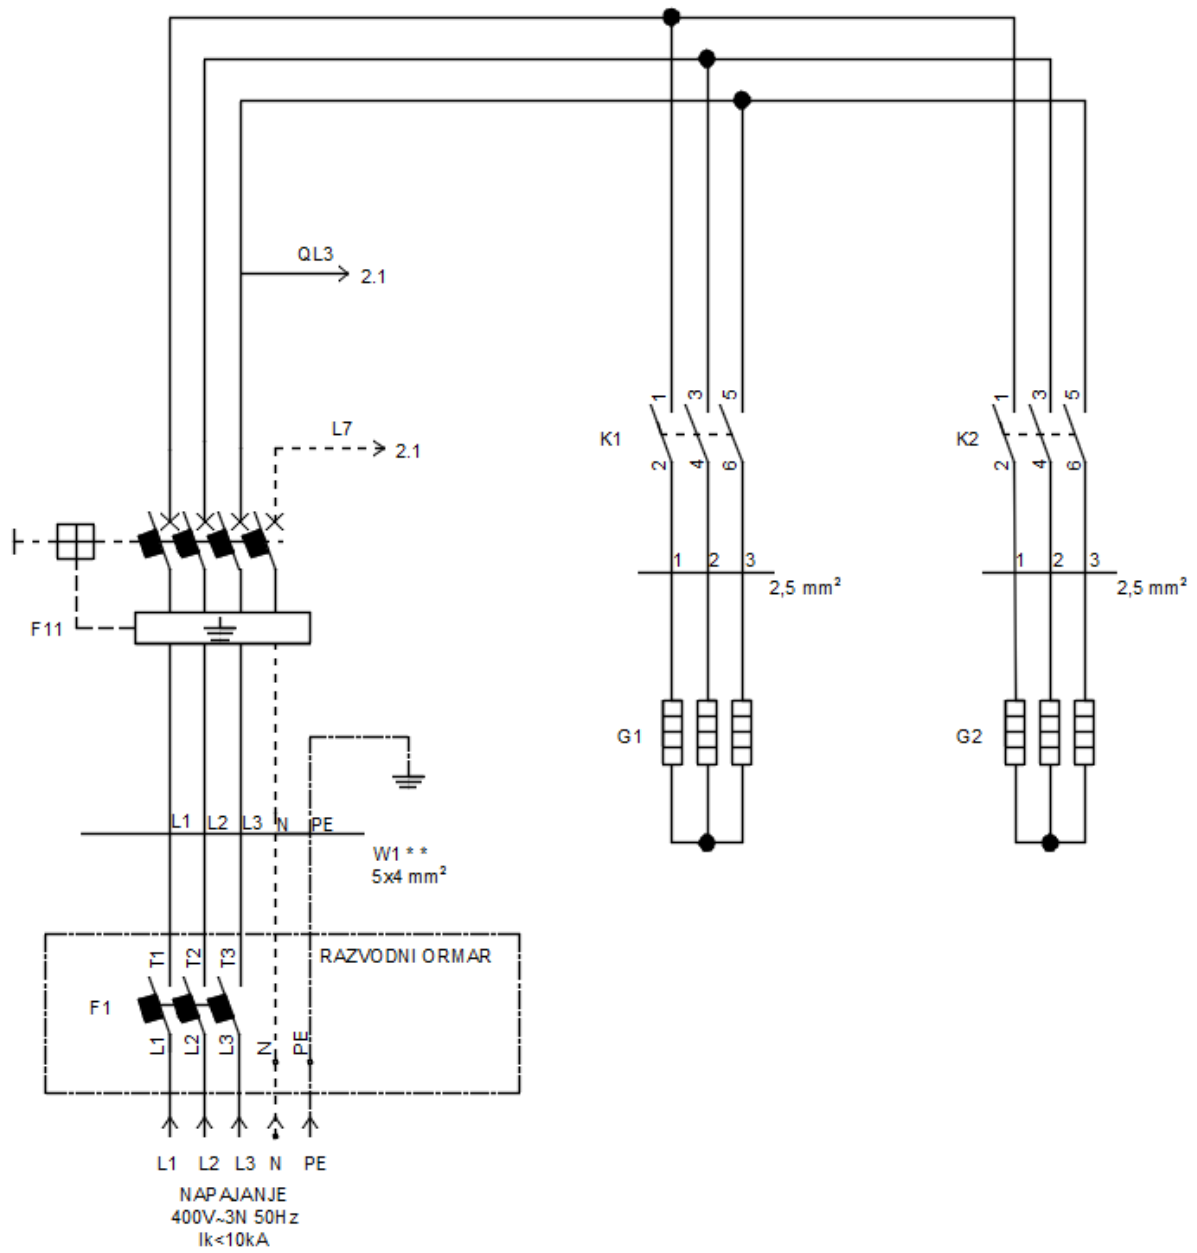 QL3
2.1
L7
2.1
1 3 5
K1
2 4 6
1 3 5
K2
2 4 6
1 2 3
2,5 mm²
1 2 3
2,5 mm²
F11
G1
G2
L1 L2 L3 N PE
W1 * *
5x4 mm²
RAZVODNI ORMAR
T1 T2 T3
F1
L1 L2 L3 N PE
L1 L2 L3 N PE
NAPAJANJE
400V~3N 50Hz
Ik<10kA